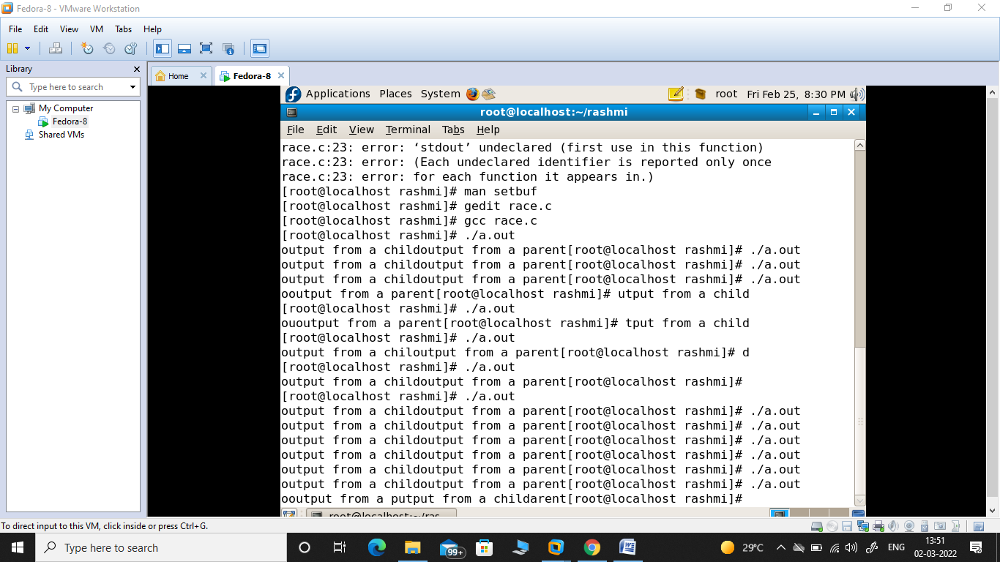 Fedora-8 - VMware Workstation
File Edit View VM Tabs Help
Library
Type here to search
My Computer
Fedora-8
Shared VMs
Home Fedora-8
Applications Places System root Fri Feb 25, 8:30 PM
root@localhost:~/rashmi
File Edit View Terminal Tabs Help
race.c:23: error: ‘stdout’ undeclared (first use in this function)
race.c:23: error: (Each undeclared identifier is reported only once
race.c:23: error: for each function it appears in.)
[root@localhost rashmi]# man setbuf
[root@localhost rashmi]# gedit race.c
[root@localhost rashmi]# gcc race.c
[root@localhost rashmi]# ./a.out
output from a childoutput from a parent[root@localhost rashmi]# ./a.out
output from a childoutput from a parent[root@localhost rashmi]# ./a.out
output from a childoutput from a parent[root@localhost rashmi]# ./a.out
ooutput from a parent[root@localhost rashmi]# utput from a child
[root@localhost rashmi]# ./a.out
ououtput from a parent[root@localhost rashmi]# tput from a child
[root@localhost rashmi]# ./a.out
output from a chiloutput from a parent[root@localhost rashmi]# d
[root@localhost rashmi]# ./a.out
output from a childoutput from a parent[root@localhost rashmi]#
[root@localhost rashmi]# ./a.out
output from a childoutput from a parent[root@localhost rashmi]# ./a.out
output from a childoutput from a parent[root@localhost rashmi]# ./a.out
output from a childoutput from a parent[root@localhost rashmi]# ./a.out
output from a childoutput from a parent[root@localhost rashmi]# ./a.out
output from a childoutput from a parent[root@localhost rashmi]# ./a.out
output from a childoutput from a parent[root@localhost rashmi]# ./a.out
ooutput from a putput from a childarent[root@localhost rashmi]#
root@localhost:~/ras
To direct input to this VM, click inside or press Ctrl+G.
Type here to search
99+
29°C
ENG
13:51
02-03-2022